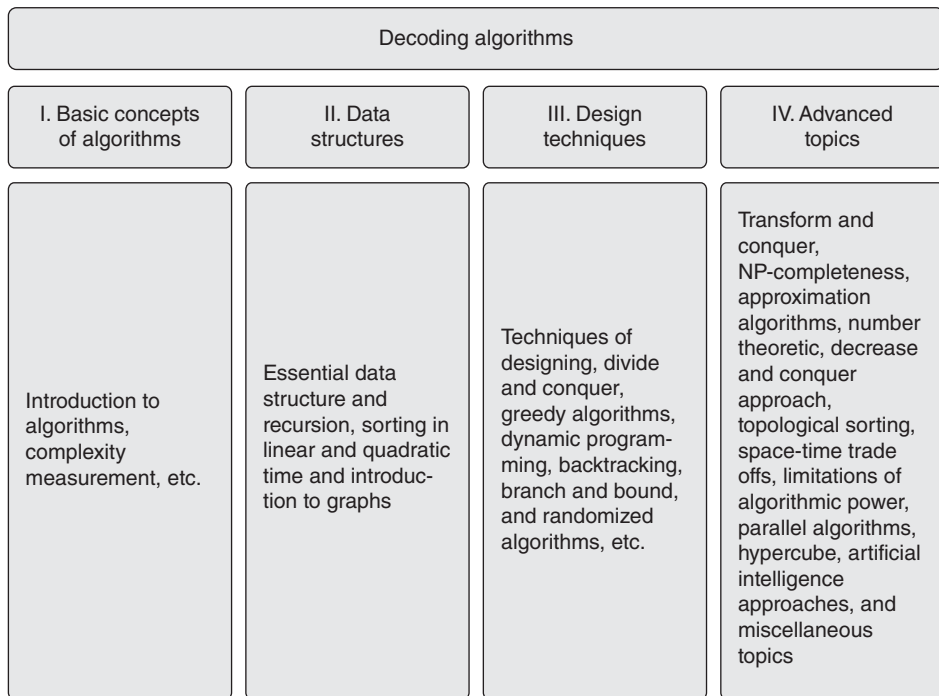 Decoding algorithms
I. Basic concepts
of algorithms
II. Data
structures
III. Design
techniques
IV. Advanced
topics
Introduction to
algorithms,
complexity
measurement, etc.
Essential data
structure and
recursion, sorting in
linear and quadratic
time and introduc-
tion to graphs
Techniques of
designing, divide
and conquer,
greedy algorithms,
dynamic program-
ming, backtracking,
branch and bound,
and randomized
algorithms, etc.
Transform and
conquer,
NP-completeness,
approximation
algorithms, number
theoretic, decrease
and conquer
approach,
topological sorting,
space-time trade
offs, limitations of
algorithmic power,
parallel algorithms,
hypercube, artificial
intelligence
approaches, and
miscellaneous
topics